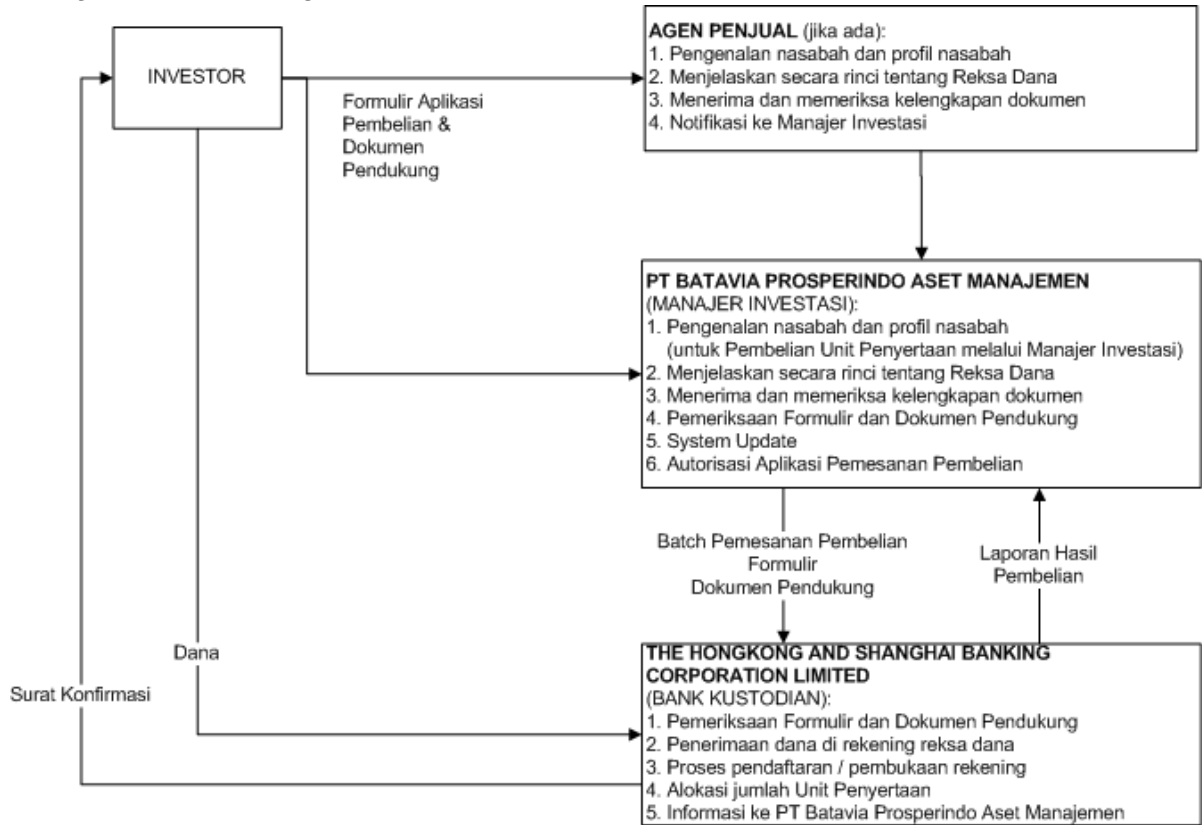 INVESTOR
Formulir Aplikasi
Pembelian &
Dokumen
Pendukung
AGEN PENJUAL (jika ada):
1. Pengenalan nasabah dan profil nasabah
2. Menjelaskan secara rinci tentang Reksa Dana
3. Menerima dan memeriksa kelengkapan dokumen
4. Notifikasi ke Manajer Investasi
PT BATAVIA PROSPERINDO ASET MANAJEMEN
(MANAJER INVESTASI):
1. Pengenalan nasabah dan profil nasabah
(untuk Pembelian Unit Penyertaan melalui Manajer Investasi)
2. Menjelaskan secara rinci tentang Reksa Dana
3. Menerima dan memeriksa kelengkapan dokumen
4. Pemeriksaan Formulir dan Dokumen Pendukung
5. System Update
6. Autorisasi Aplikasi Pemesanan Pembelian
Batch Pemesanan Pembelian
Formulir
Dokumen Pendukung
Laporan Hasil
Pembelian
Dana
Surat Konfirmasi
THE HONGKONG AND SHANGHAI BANKING
CORPORATION LIMITED
(BANK KUSTODIAN):
1. Pemeriksaan Formulir dan Dokumen Pendukung
2. Penerimaan dana di rekening reksa dana
3. Proses pendaftaran / pembukaan rekening
4. Alokasi jumlah Unit Penyertaan
5. Informasi ke PT Batavia Prosperindo Aset Manajemen